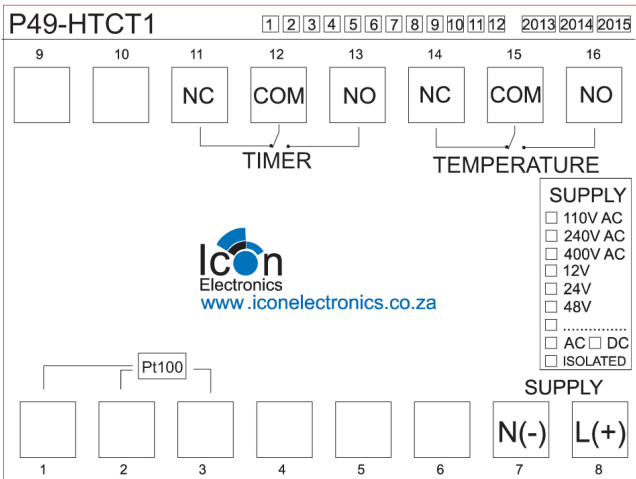 P49-HTCT1 1 2 3 4 5 6 7 8 9 10 11 12 2013 2014 2015
9 10 11 12 13 14 15 16
NC COM NO NC COM NO
TIMER TEMPERATURE
SUPPLY
110V AC
240V AC
400V AC
12V
24V
48V
...............
AC DC
ISOLATED
Icon
Electronics
www.iconelectronics.co.za
Pt100
SUPPLY
N(-) L(+)
1 2 3 4 5 6 7 8